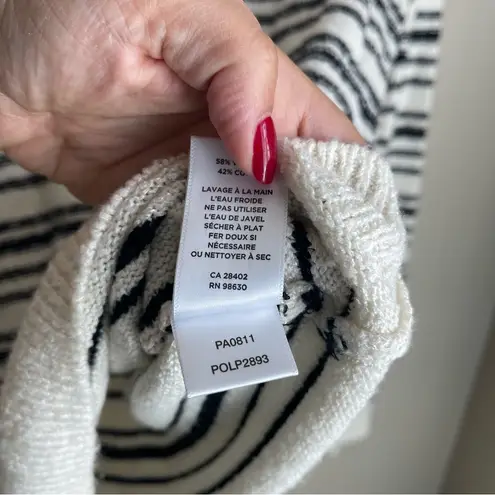 58%
42% CO
LAVAGE À LA MAIN
L'EAU FROIDE
NE PAS UTILISER
L'EAU DE JAVEL
SÉCHER À PLAT
FER DOUX SI
NÉCESSAIRE
OU NETTOYER À SEC
CA 28402
RN 98630
PA0811
POLP2893